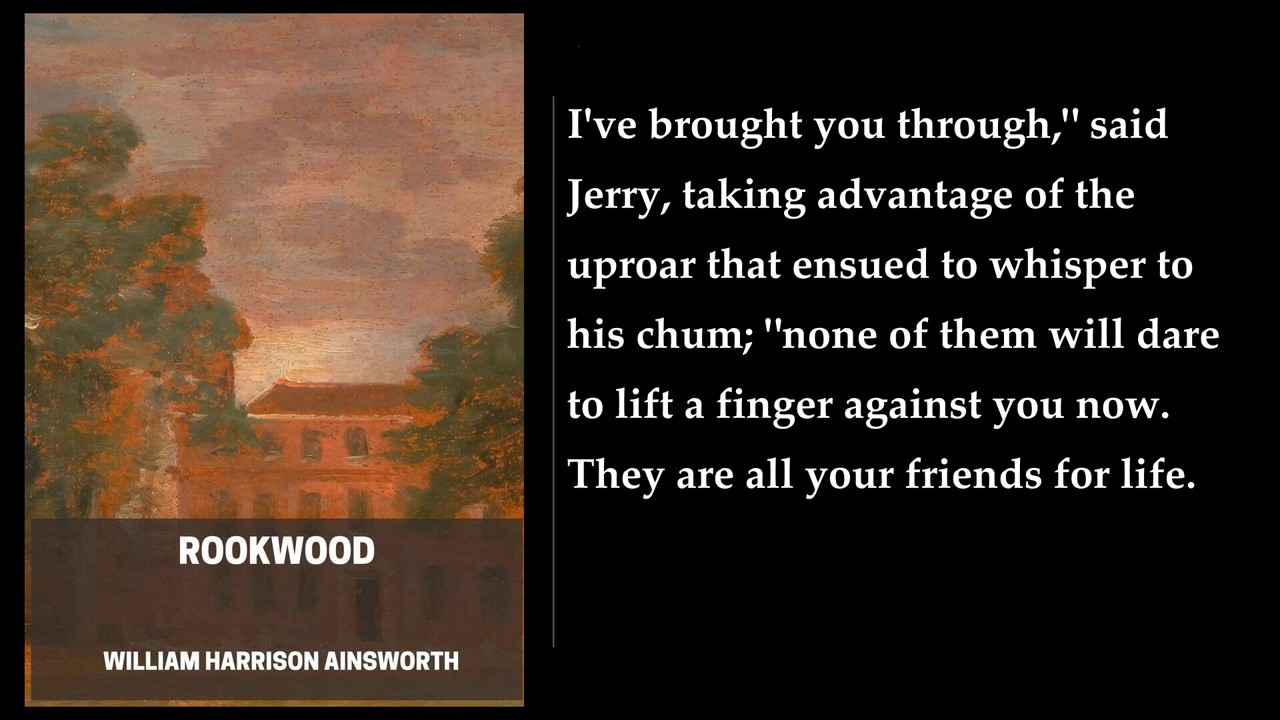 ROOKWOOD
WILLIAM HARRISON AINSWORTH
I've brought you through," said
Jerry, taking advantage of the
uproar that ensued to whisper to
his chum; "none of them will dare
to lift a finger against you now.
They are all your friends for life.